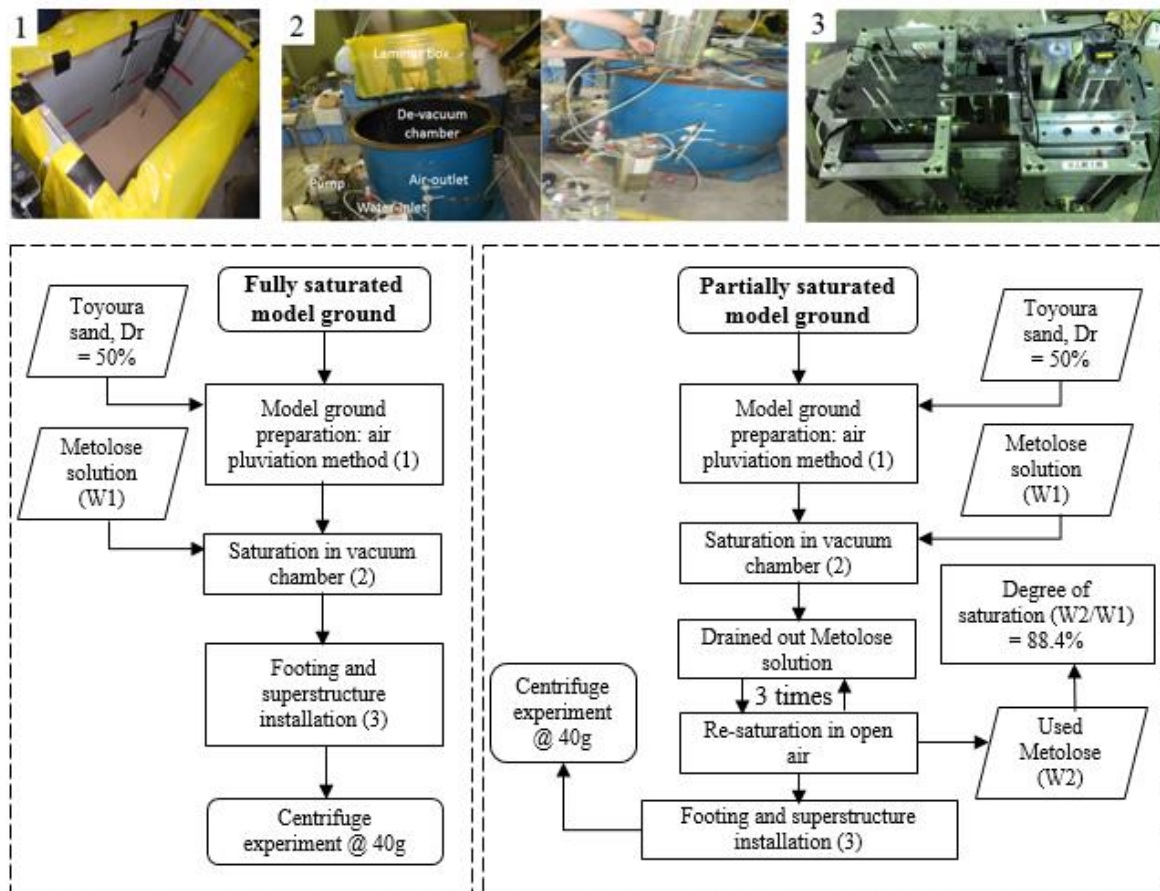 1
2
3
Laminar Box
De-vacuum
chamber
Pump
Air-outlet
Water-inlet
Fully saturated
model ground
Toyoura
sand, Dr
= 50%
Model ground
preparation: air
pluviation method (1)
Metolose
solution
(W1)
Saturation in vacuum
chamber (2)
Footing and
superstructure
installation (3)
Centrifuge
experiment @ 40g
Partially saturated
model ground
Toyoura
sand, Dr
= 50%
Model ground
preparation: air
pluviation method (1)
Metolose
solution
(W1)
Saturation in vacuum
chamber (2)
Degree of
saturation (W2/W1)
= 88.4%
Drained out Metolose
solution
3 times
Re-saturation in open
air
Used
Metolose
(W2)
Centrifuge
experiment
@ 40g
Footing and superstructure
installation (3)